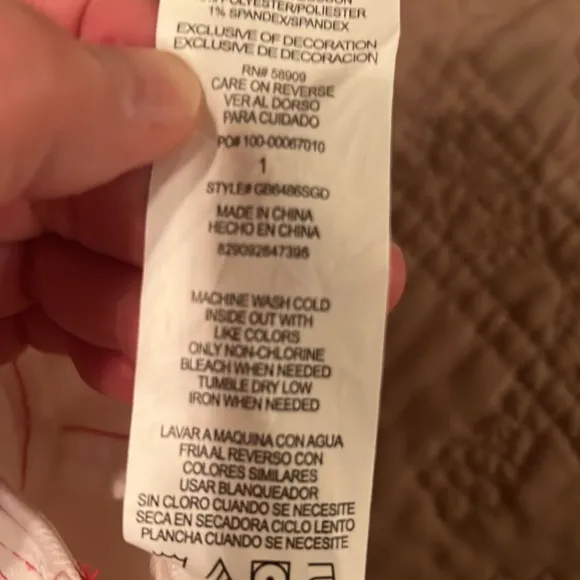 POLYESTER/POLIESTER
1% SPANDEX/SPANDEX
EXCLUSIVE OF DECORATION
EXCLUSIVE DE DECORACION
RN# 58909
CARE ON REVERSE
VER AL DORSO
PARA CUIDADO
PO# 100-00067010
1
STYLE# GB6486SGD
MADE IN CHINA
HECHO EN CHINA
829092647396
MACHINE WASH COLD
INSIDE OUT WITH
LIKE COLORS
ONLY NON-CHLORINE
BLEACH WHEN NEEDED
TUMBLE DRY LOW
IRON WHEN NEEDED
LAVAR A MAQUINA CON AGUA
FRIA AL REVERSO CON
COLORES SIMILARES
USAR BLANQUEADOR
SIN CLORO CUANDO SE NECESITE
SECA EN SECADORA CICLO LENTO
PLANCHA CUANDO SE NECESITE